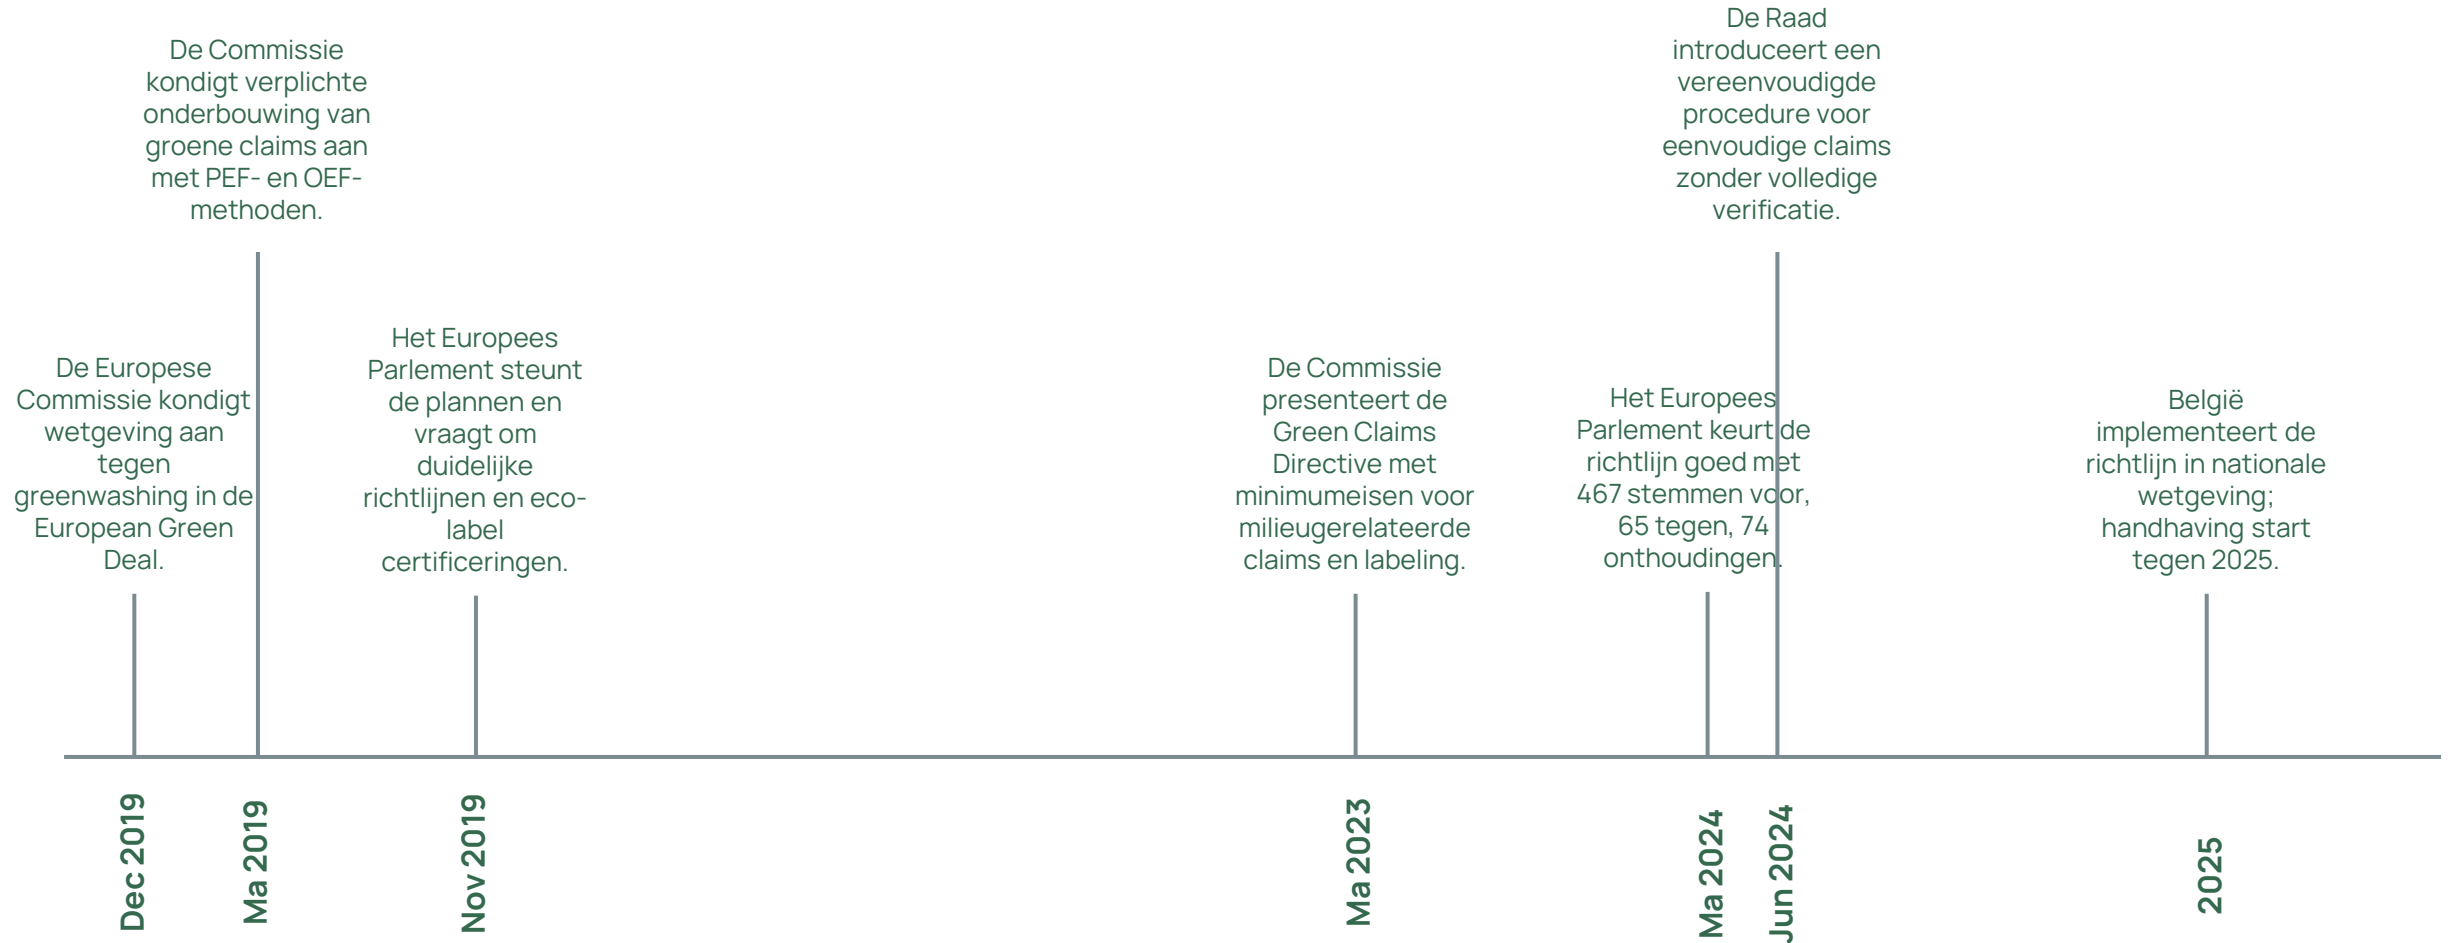 De Commissie
kondigt verplichte
onderbouwing van
groene claims aan
met PEF- en OEF-
methoden.
De Raad
introduceert een
vereenvoudigde
procedure voor
eenvoudige claims
zonder volledige
verificatie.
De Europese
Commissie kondigt
wetgeving aan
tegen
greenwashing in de
European Green
Deal.
Het Europees
Parlement steunt
de plannen en
vraagt om
duidelijke
richtlijnen en eco-
label
certificeringen.
De Commissie
presenteert de
Green Claims
Directive met
minimumeisen voor
milieugerelateerde
claims en labeling.
Het Europees
Parlement keurt de
richtlijn goed met
467 stemmen voor,
65 tegen, 74
onthoudingen.
België
implementeert de
richtlijn in nationale
wetgeving;
handhaving start
tegen 2025.
Dec 2019
Ma 2019
Nov 2019
Ma 2023
Ma 2024
Jun 2024
2025